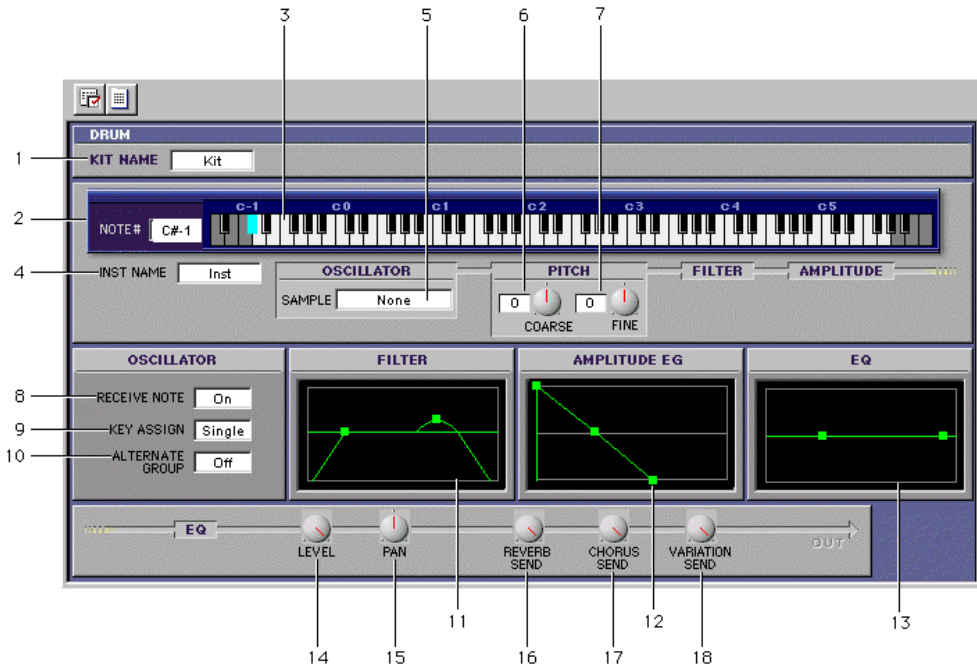 3 5 6 7
DRUM
1 KIT NAME Kit
C-1 C0 C1 C2 C3 C4 C5
2 NOTE# C#-1
4 INST NAME Inst
OSCILLATOR PITCH FILTER AMPLITUDE
SAMPLE None 0 0
COARSE FINE
OSCILLATOR FILTER AMPLITUDE EG EQ
8 RECEIVE NOTE On
9 KEY ASSIGN Single
10 ALTERNATE GROUP Off
EQ
OUT
LEVEL PAN REVERB SEND CHORUS SEND VARIATION SEND
11 12 13
14 15 16 17 18